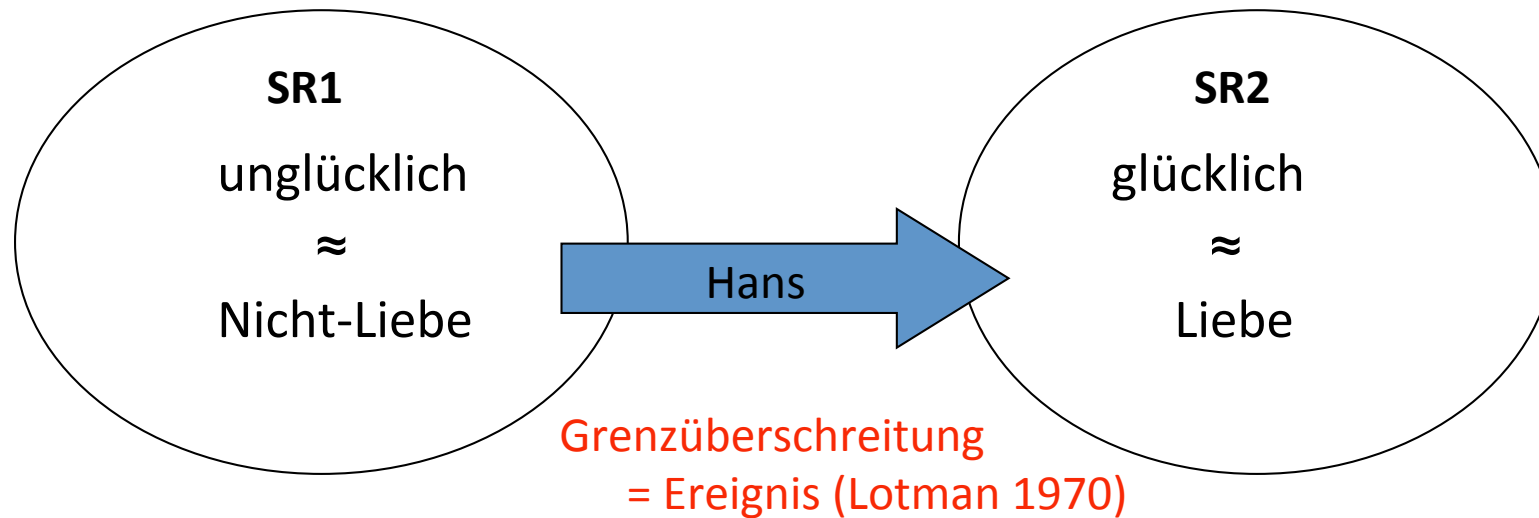 SR1
unglücklich
≈
Nicht-Liebe
Hans
SR2
glücklich
≈
Liebe
Grenzüberschreitung
= Ereignis (Lotman 1970)